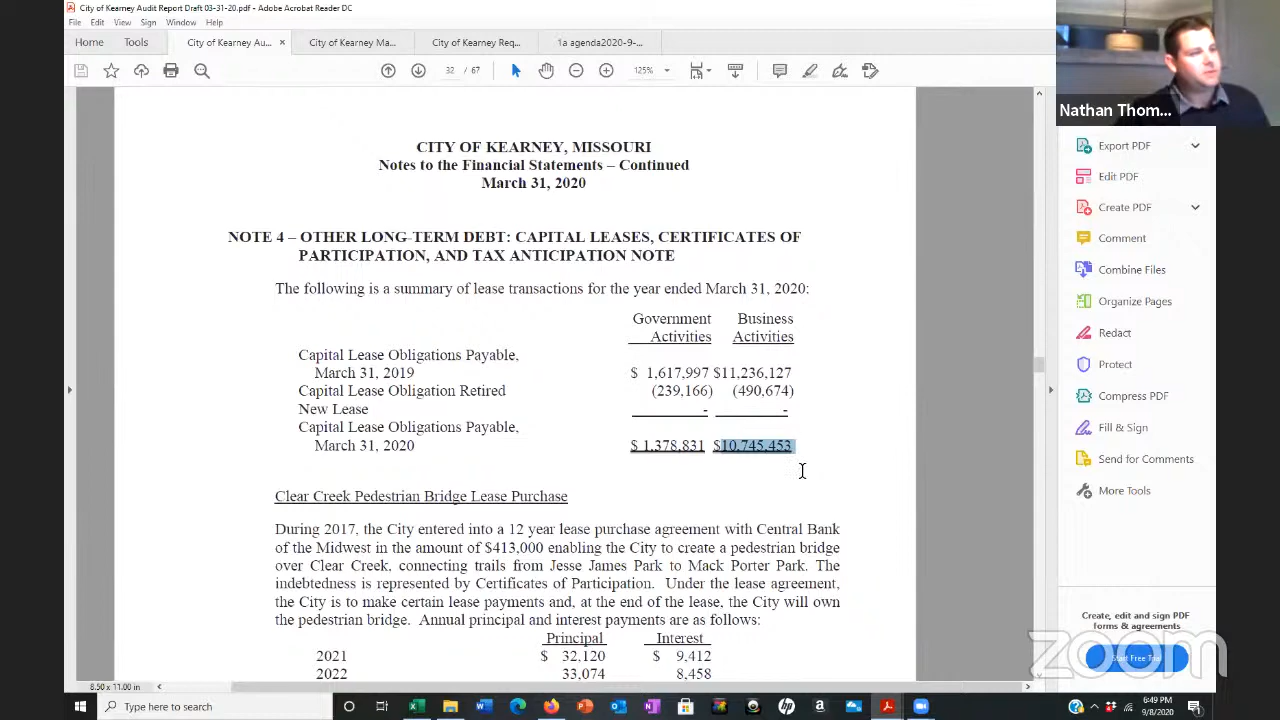 City of Kearney Audit Report Draft 03-31-20.pdf - Adobe Acrobat Reader DC
File Edit View Sign Window Help
Home Tools City of Kearney Au... × City of Kearney Ma... City of Kearney Req... 1a agenda2020-9-...
32 / 67 125%
Nathan Thom...
CITY OF KEARNEY, MISSOURI
Notes to the Financial Statements – Continued
March 31, 2020
NOTE 4 – OTHER LONG-TERM DEBT: CAPITAL LEASES, CERTIFICATES OF
PARTICIPATION, AND TAX ANTICIPATION NOTE
The following is a summary of lease transactions for the year ended March 31, 2020:
Government Business
Activities Activities
Capital Lease Obligations Payable,
March 31, 2019 $ 1,617,997 $11,236,127
Capital Lease Obligation Retired (239,166) (490,674)
New Lease - -
Capital Lease Obligations Payable,
March 31, 2020 $ 1,378,831 $10,745,453
Clear Creek Pedestrian Bridge Lease Purchase
During 2017, the City entered into a 12 year lease purchase agreement with Central Bank
of the Midwest in the amount of $413,000 enabling the City to create a pedestrian bridge
over Clear Creek, connecting trails from Jesse James Park to Mack Porter Park. The
indebtedness is represented by Certificates of Participation. Under the lease agreement,
the City is to make certain lease payments and, at the end of the lease, the City will own
the pedestrian bridge. Annual principal and interest payments are as follows:
Principal Interest
2021 $ 32,120 $ 9,412
2022 33,074 8,458
8.50 x 11.00 in
Export PDF
Edit PDF
Create PDF
Comment
Combine Files
Organize Pages
Redact
Protect
Compress PDF
Fill & Sign
Send for Comments
More Tools
Create, edit and sign PDF
forms & agreements
Start Free Trial
zoom
Type here to search
6:49 PM
9/8/2020